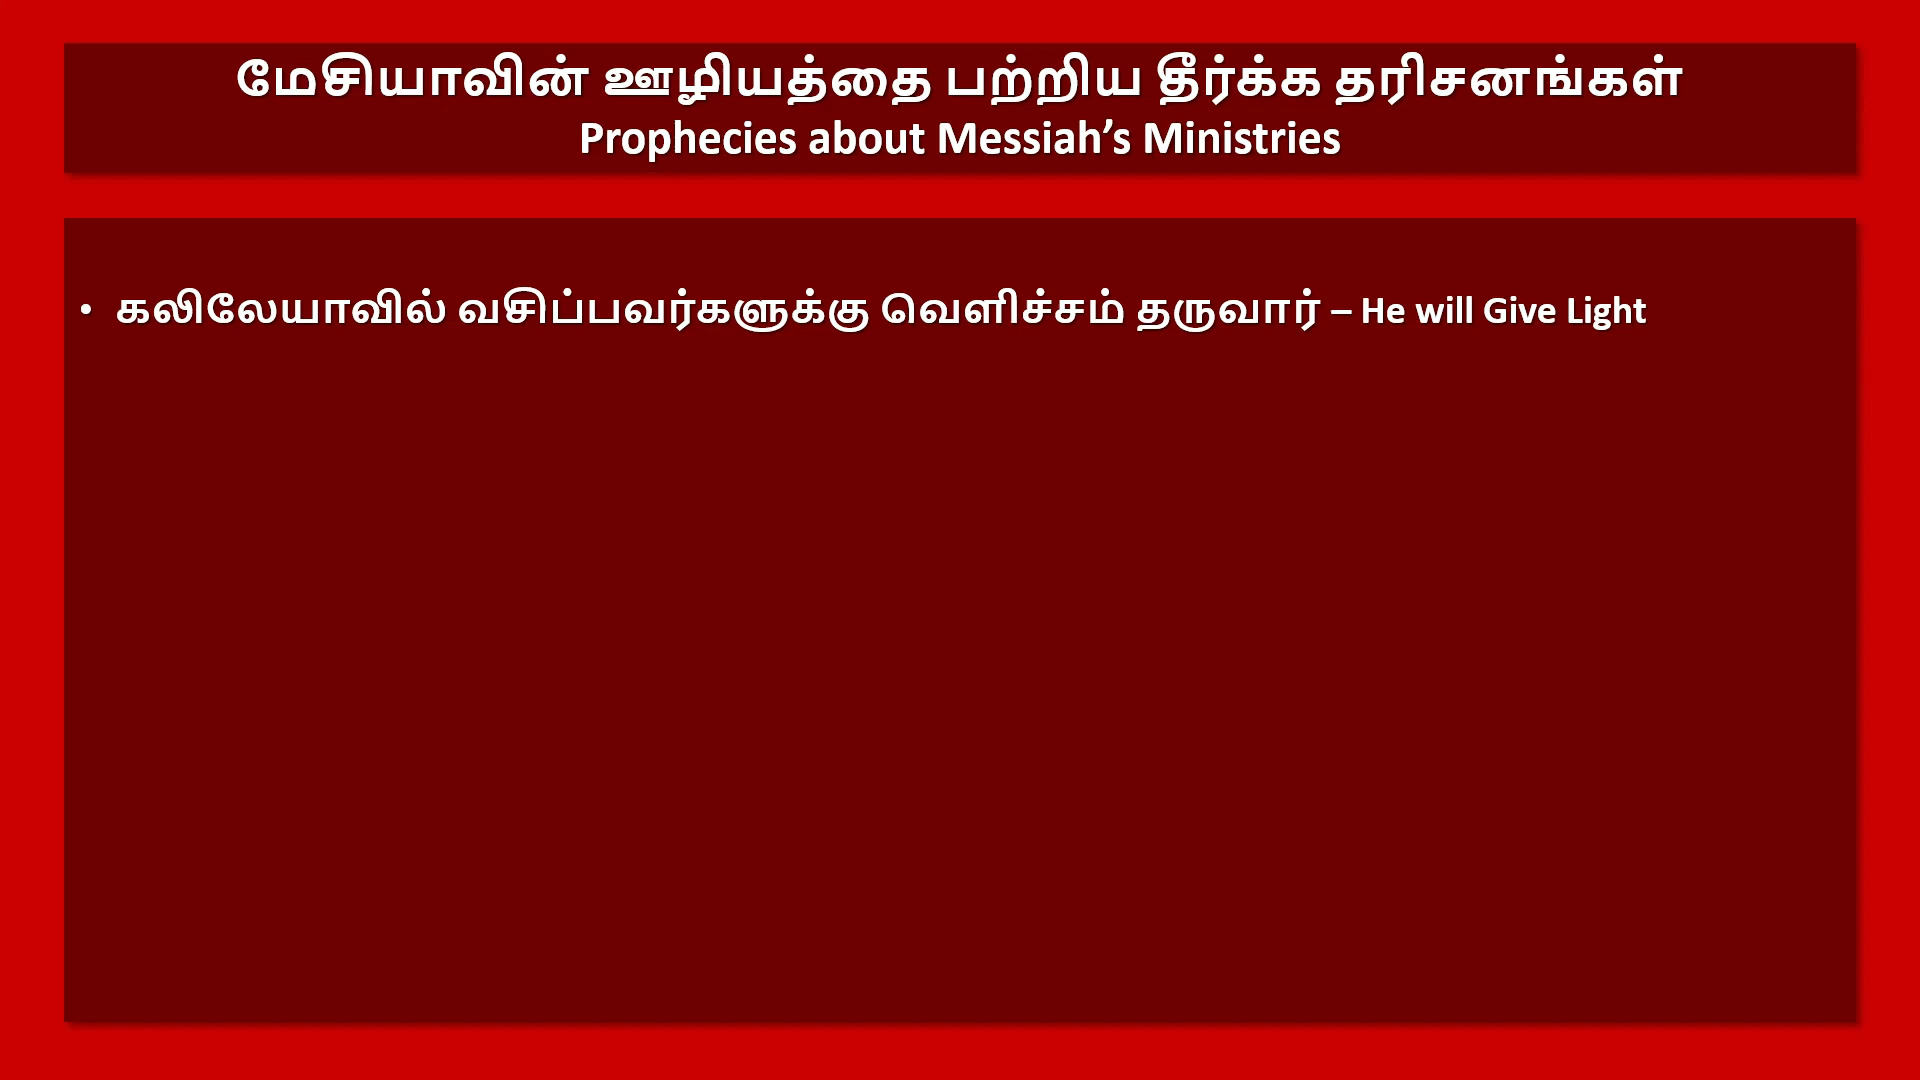 மேசியாவின் ஊழியத்தை பற்றிய தீர்க்க தரிசனங்கள்
Prophecies about Messiah’s Ministries
• கலிலேயாவில் வசிப்பவர்களுக்கு வெளிச்சம் தருவார் – He will Give Light